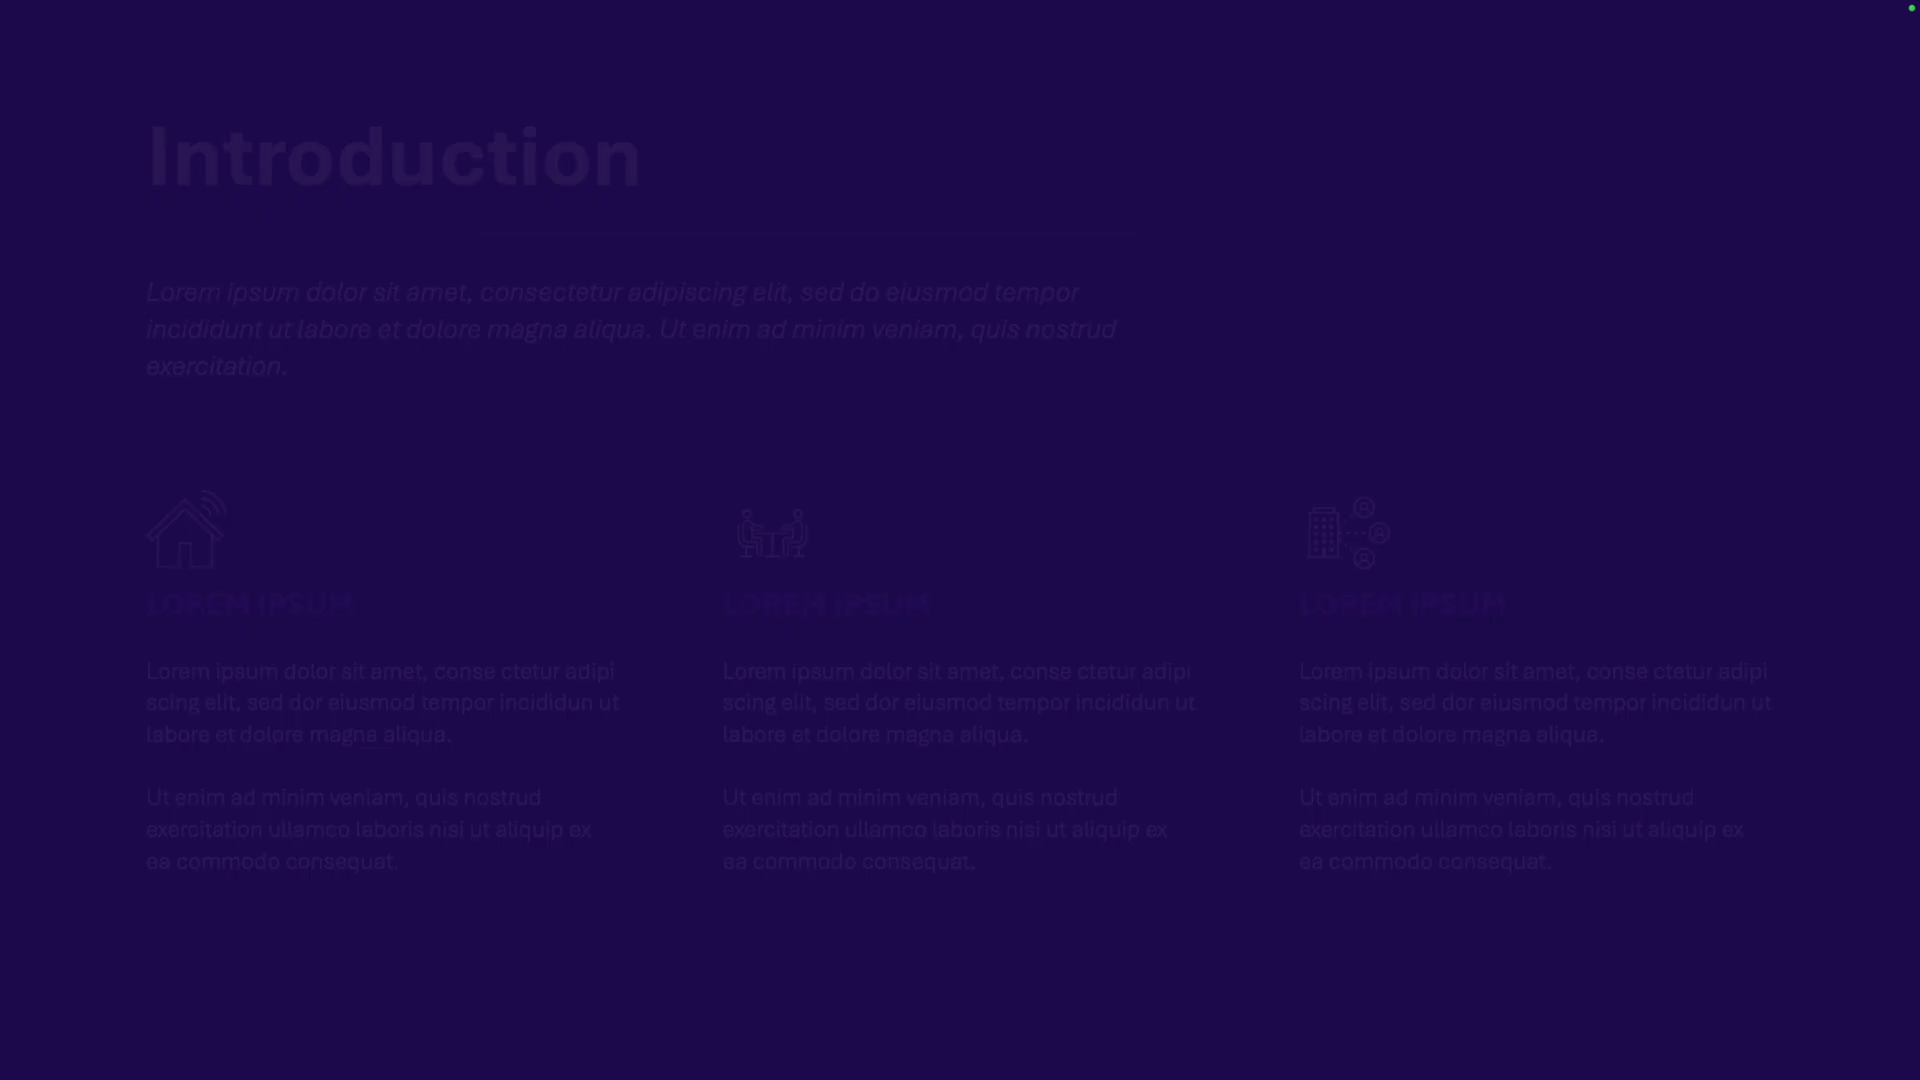 Introduction
Lorem ipsum dolor sit amet, consectetur adipiscing elit, sed do eiusmod tempor
incididunt ut labore et dolore magna aliqua. Ut enim ad minim veniam, quis nostrud
exercitation.
LOREM IPSUM
Lorem ipsum dolor sit amet, conse ctetur adipi
scing elit, sed dor eiusmod tempor incididun ut
labore et dolore magna aliqua.
Ut enim ad minim veniam, quis nostrud
exercitation ullamco laboris nisi ut aliquip ex
ea commodo consequat.
LOREM IPSUM
Lorem ipsum dolor sit amet, conse ctetur adipi
scing elit, sed dor eiusmod tempor incididun ut
labore et dolore magna aliqua.
Ut enim ad minim veniam, quis nostrud
exercitation ullamco laboris nisi ut aliquip ex
ea commodo consequat.
LOREM IPSUM
Lorem ipsum dolor sit amet, conse ctetur adipi
scing elit, sed dor eiusmod tempor incididun ut
labore et dolore magna aliqua.
Ut enim ad minim veniam, quis nostrud
exercitation ullamco laboris nisi ut aliquip ex
ea commodo consequat.